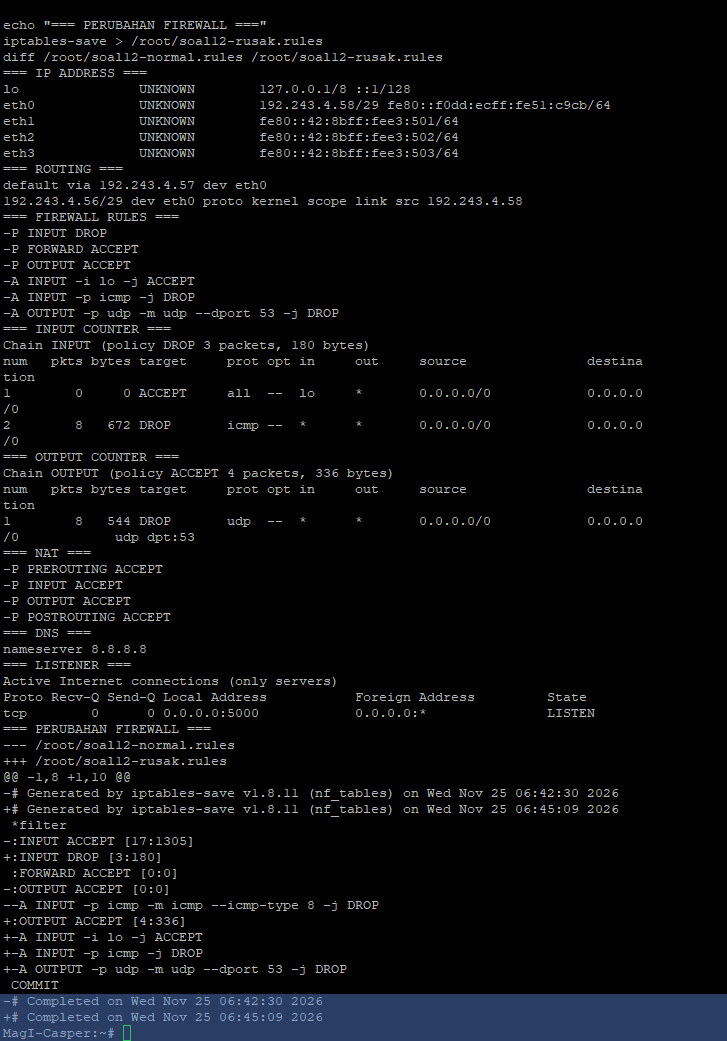 echo "=== PERUBAHAN FIREWALL ==="
iptables-save > /root/soal12-rusak.rules
diff /root/soal12-normal.rules /root/soal12-rusak.rules
=== IP ADDRESS ===
lo               UNKNOWN        127.0.0.1/8 ::1/128
eth0             UNKNOWN        192.243.4.58/29 fe80::f0dd:ecff:fe51:c9cb/64
eth1             UNKNOWN        fe80::42:8bff:fee3:501/64
eth2             UNKNOWN        fe80::42:8bff:fee3:502/64
eth3             UNKNOWN        fe80::42:8bff:fee3:503/64
=== ROUTING ===
default via 192.243.4.57 dev eth0
192.243.4.56/29 dev eth0 proto kernel scope link src 192.243.4.58
=== FIREWALL RULES ===
-P INPUT DROP
-P FORWARD ACCEPT
-P OUTPUT ACCEPT
-A INPUT -i lo -j ACCEPT
-A INPUT -p icmp -j DROP
-A OUTPUT -p udp -m udp --dport 53 -j DROP
=== INPUT COUNTER ===
Chain INPUT (policy DROP 3 packets, 180 bytes)
num   pkts bytes target     prot opt in      out     source               destina
tion
1        0     0 ACCEPT     all  --  lo      *       0.0.0.0/0            0.0.0.0
/0
2        8   672 DROP       icmp --  *       *       0.0.0.0/0            0.0.0.0
/0
=== OUTPUT COUNTER ===
Chain OUTPUT (policy ACCEPT 4 packets, 336 bytes)
num   pkts bytes target     prot opt in      out     source               destina
tion
1        8   544 DROP       udp  --  *       *       0.0.0.0/0            0.0.0.0
/0            udp dpt:53
=== NAT ===
-P PREROUTING ACCEPT
-P INPUT ACCEPT
-P OUTPUT ACCEPT
-P POSTROUTING ACCEPT
=== DNS ===
nameserver 8.8.8.8
=== LISTENER ===
Active Internet connections (only servers)
Proto Recv-Q Send-Q Local Address           Foreign Address         State
tcp        0      0 0.0.0.0:5000            0.0.0.0:*               LISTEN
=== PERUBAHAN FIREWALL ===
--- /root/soal12-normal.rules
+++ /root/soal12-rusak.rules
@@ -1,8 +1,10 @@
-# Generated by iptables-save v1.8.11 (nf_tables) on Wed Nov 25 06:42:30 2026
+# Generated by iptables-save v1.8.11 (nf_tables) on Wed Nov 25 06:45:09 2026
 *filter
-:INPUT ACCEPT [17:1305]
+:INPUT DROP [3:180]
 :FORWARD ACCEPT [0:0]
-:OUTPUT ACCEPT [0:0]
--A INPUT -p icmp -m icmp --icmp-type 8 -j DROP
+:OUTPUT ACCEPT [4:336]
+-A INPUT -i lo -j ACCEPT
+-A INPUT -p icmp -j DROP
+-A OUTPUT -p udp -m udp --dport 53 -j DROP
 COMMIT
-# Completed on Wed Nov 25 06:42:30 2026
+# Completed on Wed Nov 25 06:45:09 2026
MagI-Casper:~#